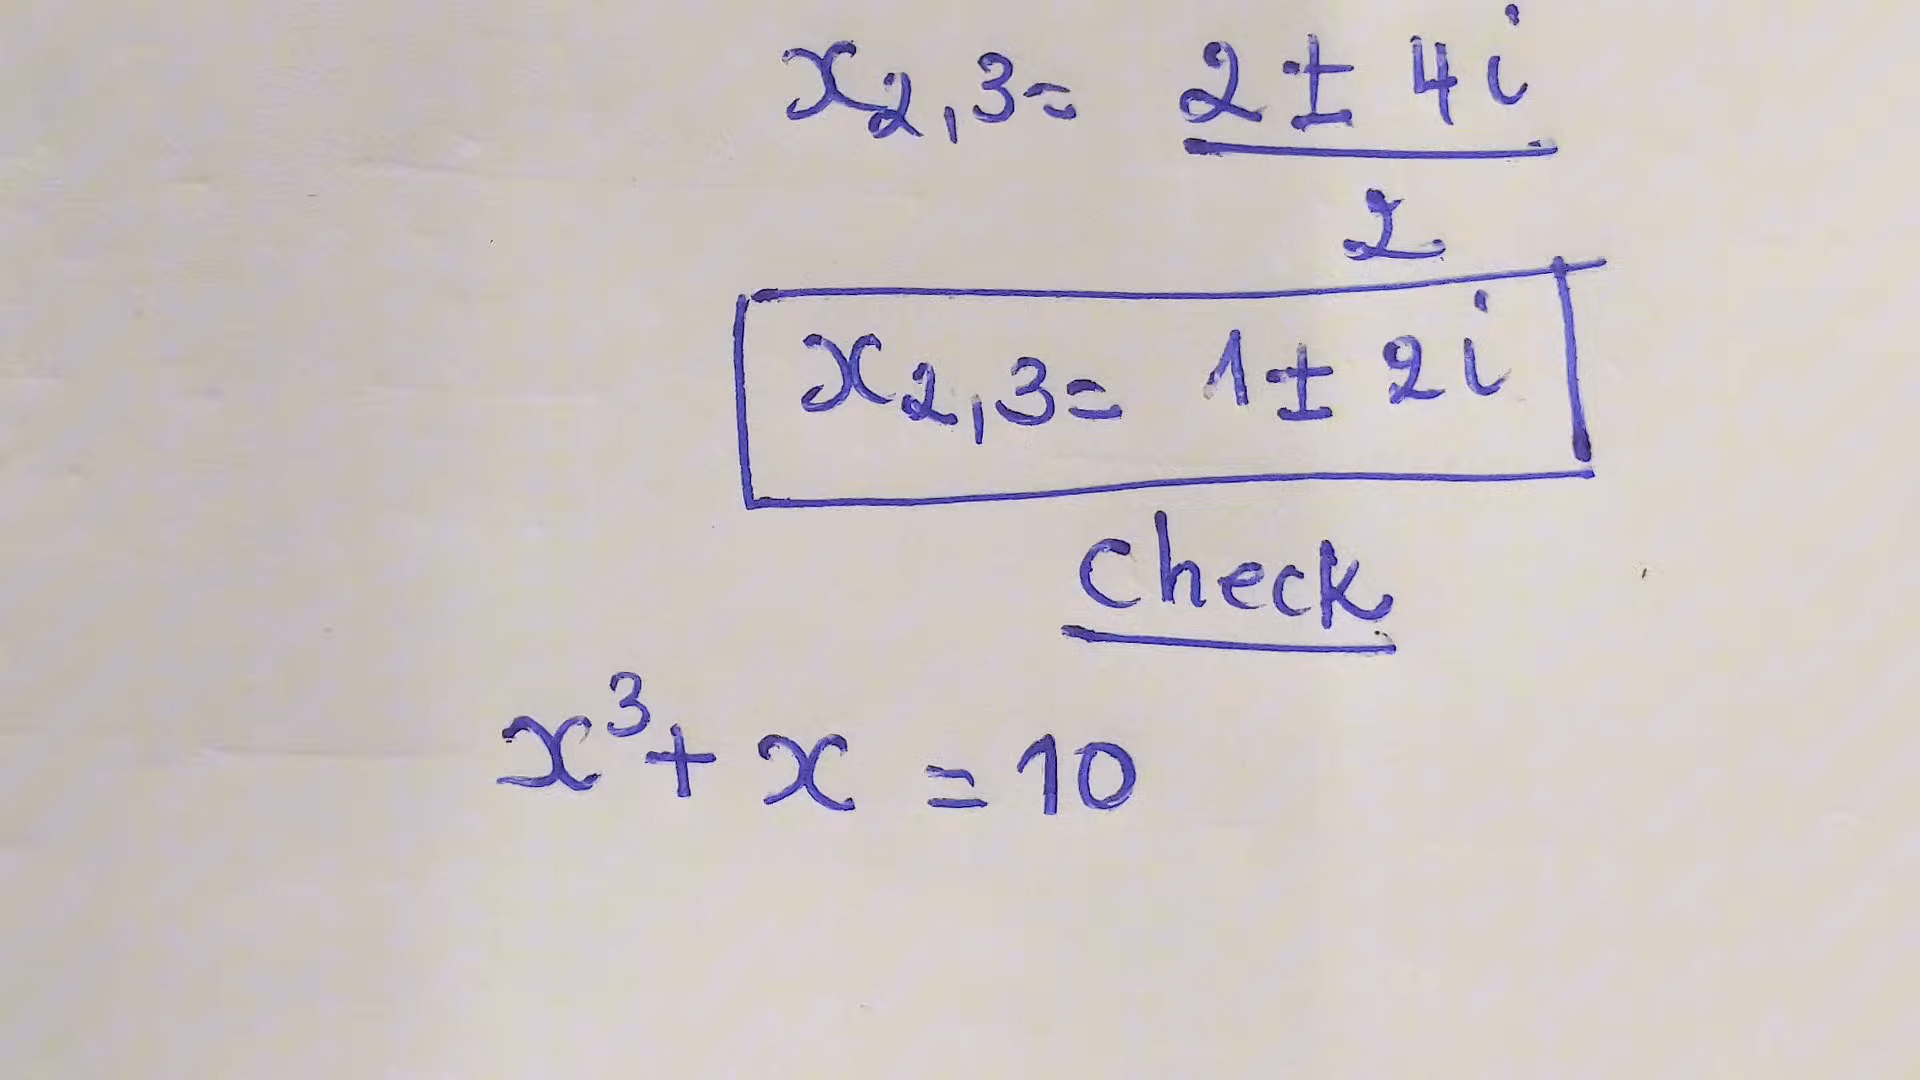 x₂,₃ = 2 ± 4i
2
x₂,₃ = 1 ± 2i
Check
x³ + x = 10